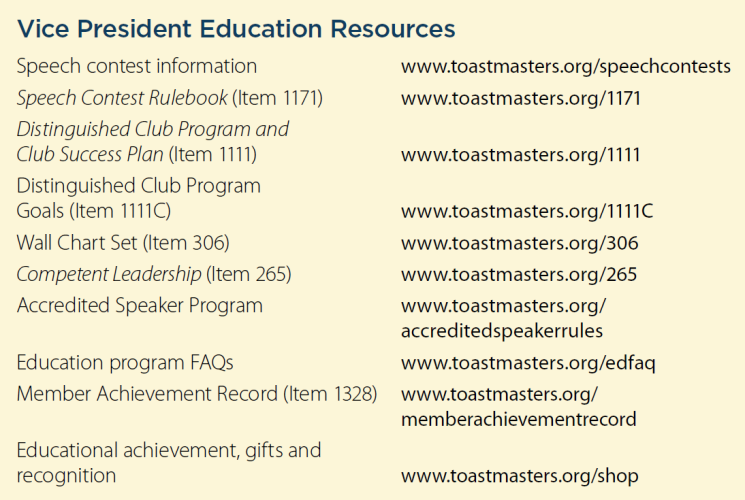 Vice President Education Resources
Speech contest information www.toastmasters.org/speechcontests
Speech Contest Rulebook (Item 1171) www.toastmasters.org/1171
Distinguished Club Program and
Club Success Plan (Item 1111) www.toastmasters.org/1111
Distinguished Club Program
Goals (Item 1111C) www.toastmasters.org/1111C
Wall Chart Set (Item 306) www.toastmasters.org/306
Competent Leadership (Item 265) www.toastmasters.org/265
Accredited Speaker Program www.toastmasters.org/
accreditedspeakerrules
Education program FAQs www.toastmasters.org/edfaq
Member Achievement Record (Item 1328) www.toastmasters.org/
memberachievementrecord
Educational achievement, gifts and
recognition www.toastmasters.org/shop